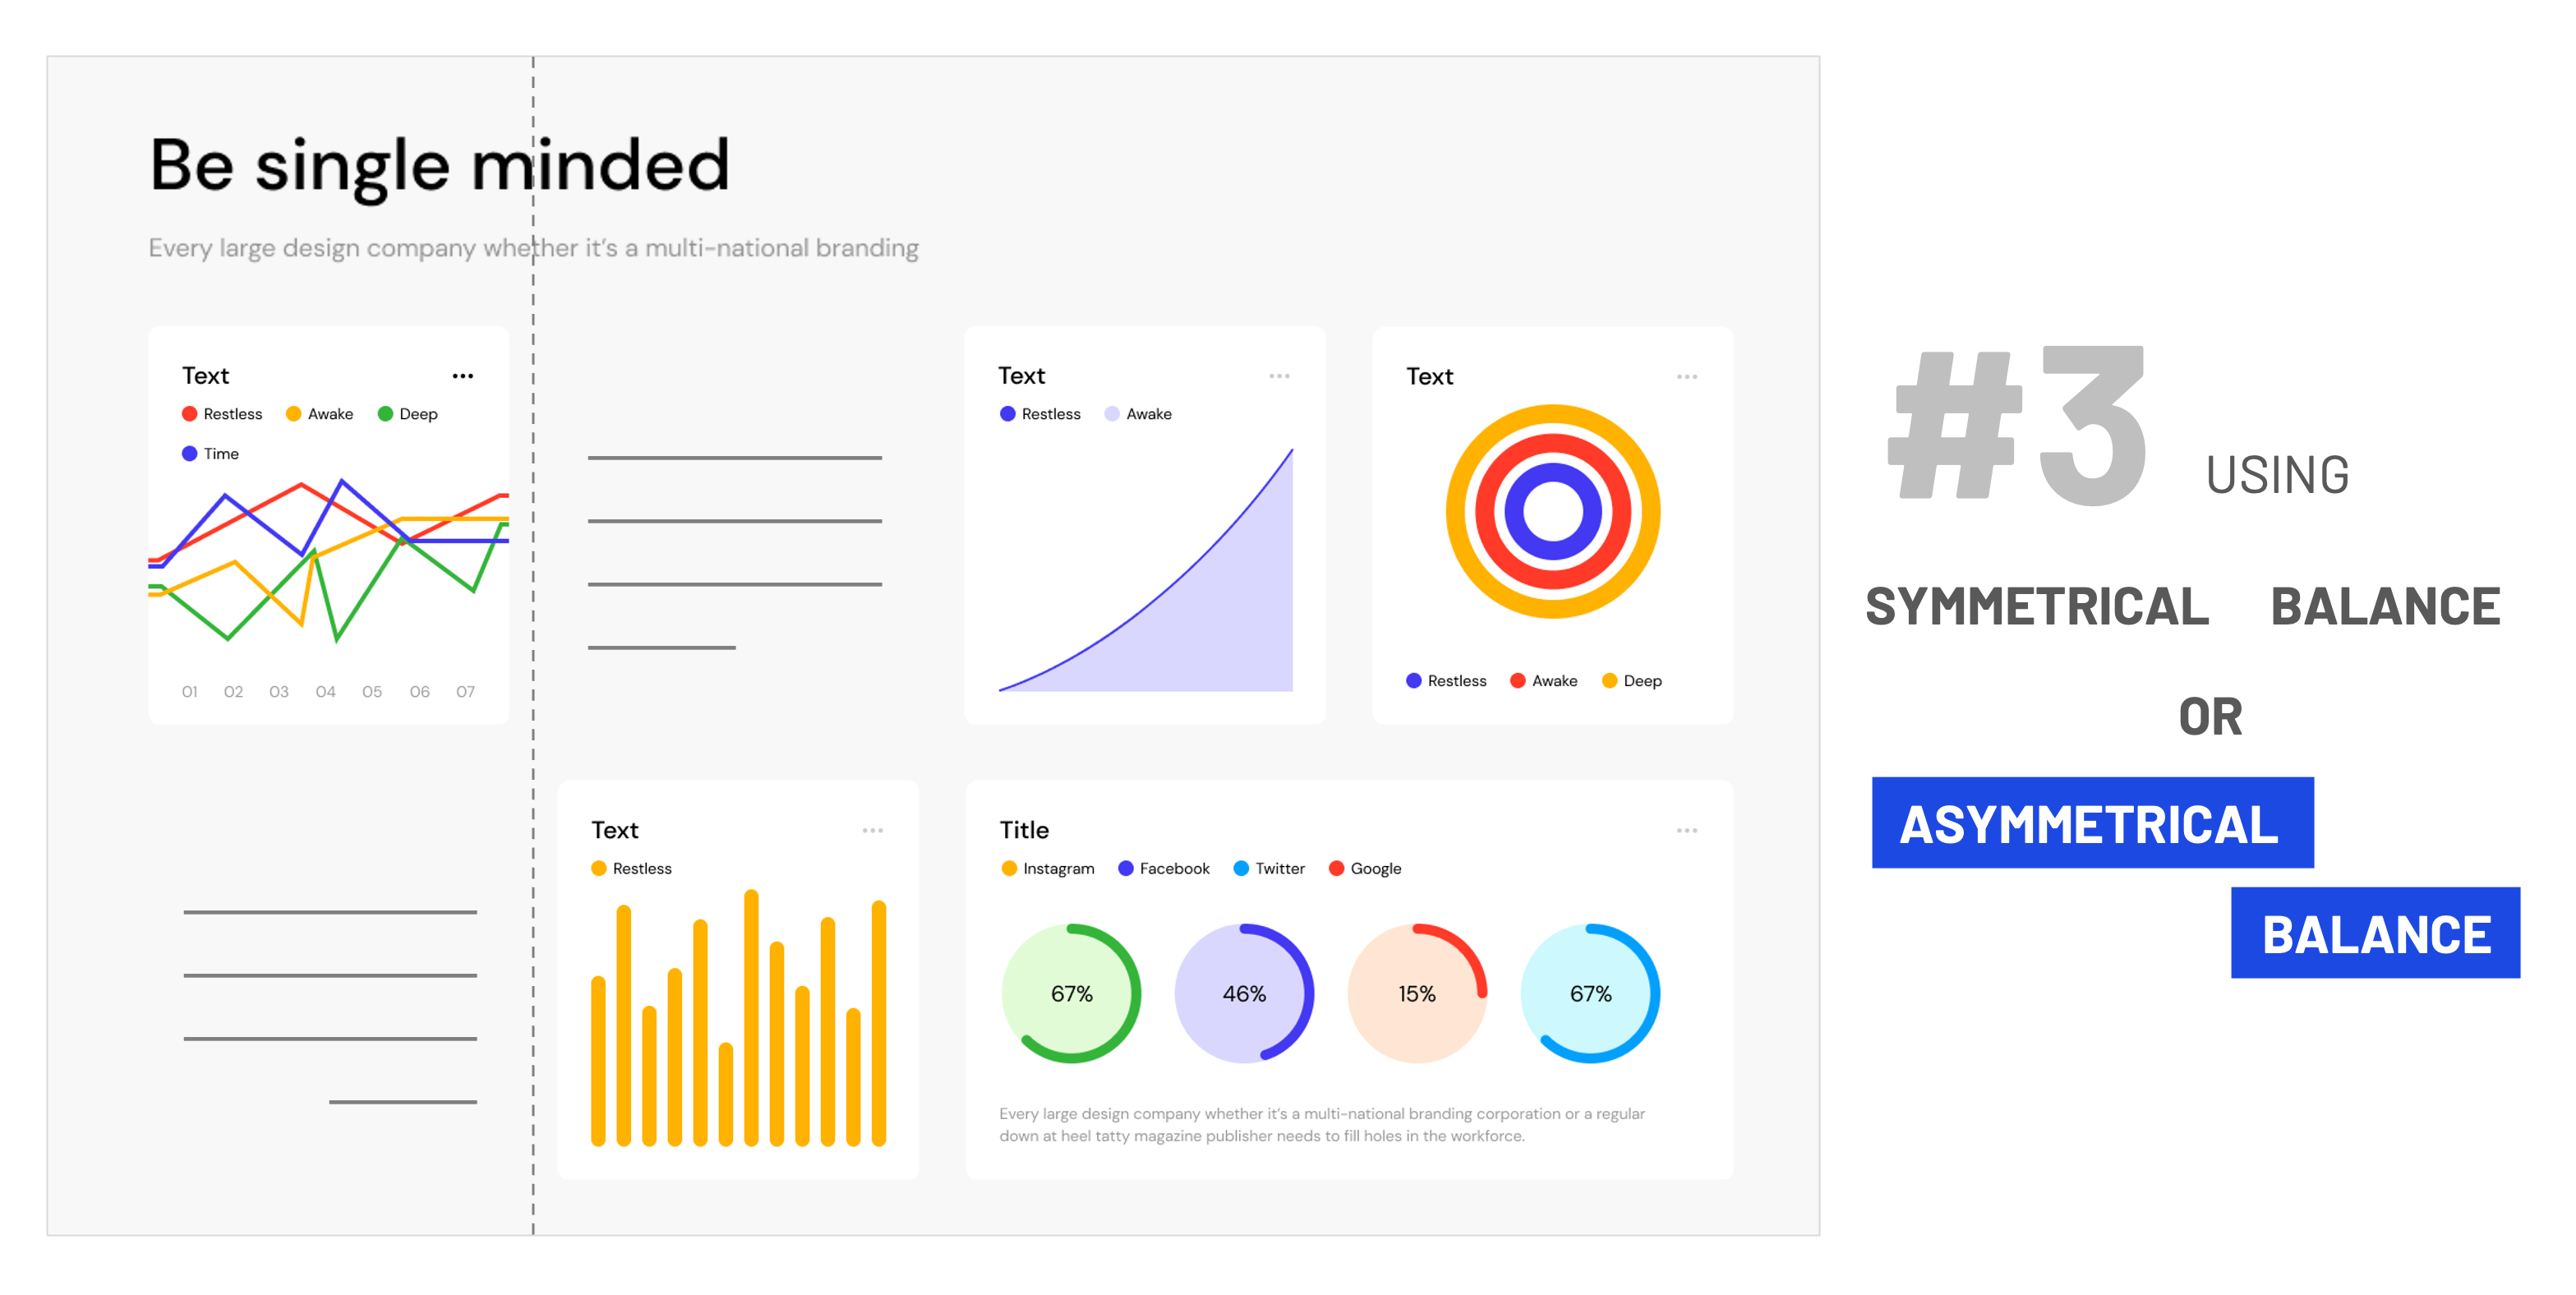 Be single minded
Every large design company whether it's a multi-national branding
Text
Restless Awake Deep
Time
01 02 03 04 05 06 07
Text
Restless Awake
Text
Restless Awake Deep
Text
Restless
Title
Instagram Facebook Twitter Google
67% 46% 15% 67%
Every large design company whether it's a multi-national branding corporation or a regular
down at heel tatty magazine publisher needs to fill holes in the workforce.
#3 USING
SYMMETRICAL BALANCE
OR
ASYMMETRICAL
BALANCE